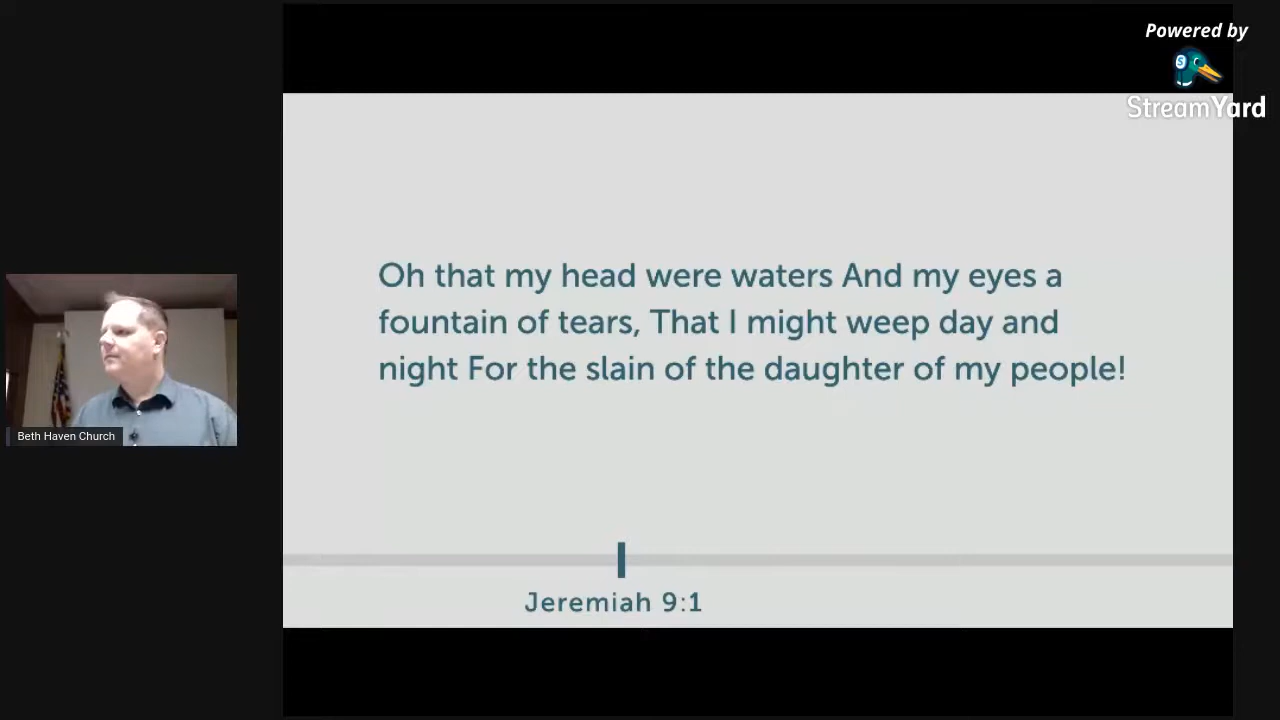 Powered by
S
StreamYard
Oh that my head were waters And my eyes a
fountain of tears, That I might weep day and
night For the slain of the daughter of my people!
Beth Haven Church
Jeremiah 9:1